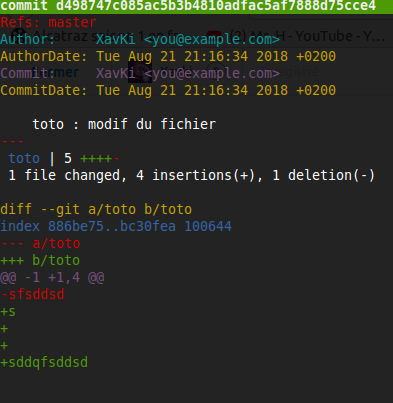 commit d498747c085ac5b3b4810adfac5af7888d75cce4
Refs: master
Author:     XavKi <you@example.com>
AuthorDate: Tue Aug 21 21:16:34 2018 +0200
Commit:     XavKi <you@example.com>
CommitDate: Tue Aug 21 21:16:34 2018 +0200
    toto : modif du fichier
---
 toto | 5 ++++-
 1 file changed, 4 insertions(+), 1 deletion(-)
diff --git a/toto b/toto
index 886be75..bc30fea 100644
--- a/toto
+++ b/toto
@@ -1 +1,4 @@
-sfsddsd
+s
+
+
+sddqfsddsd